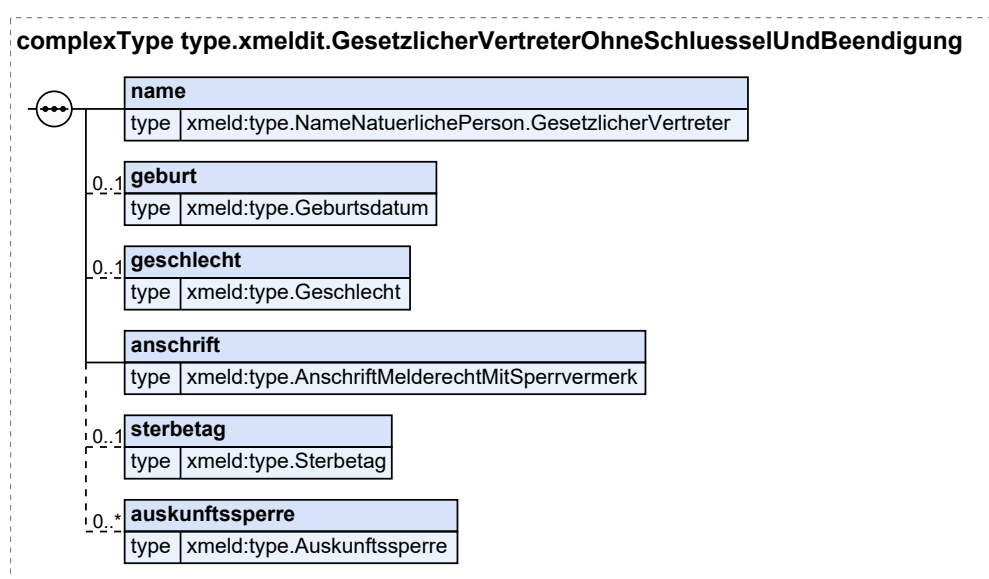 complexType type.xmeldit.GesetzlicherVertreterOhneSchluesselUndBeendigung
name
type xmeld:type.NameNatuerlichePerson.GesetzlicherVertreter
0..1 geburt
type xmeld:type.Geburtsdatum
0..1 geschlecht
type xmeld:type.Geschlecht
anschrift
type xmeld:type.AnschriftMelderechtMitSperrvermerk
0..1 sterbetag
type xmeld:type.Sterbetag
0..* auskunftssperre
type xmeld:type.Auskunftssperre